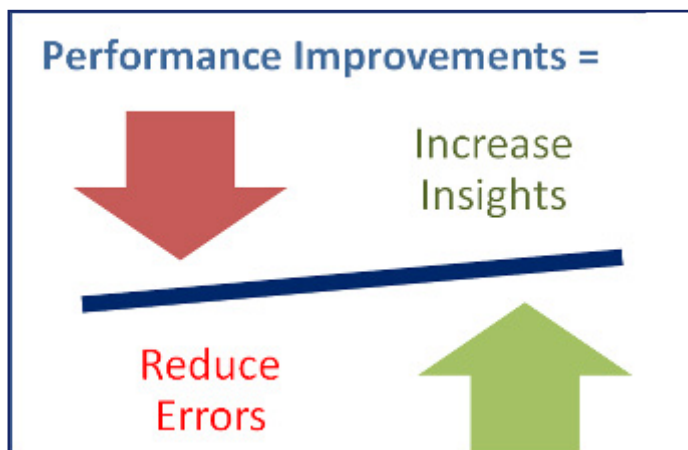 Performance Improvements =
Increase
Insights
Reduce
Errors